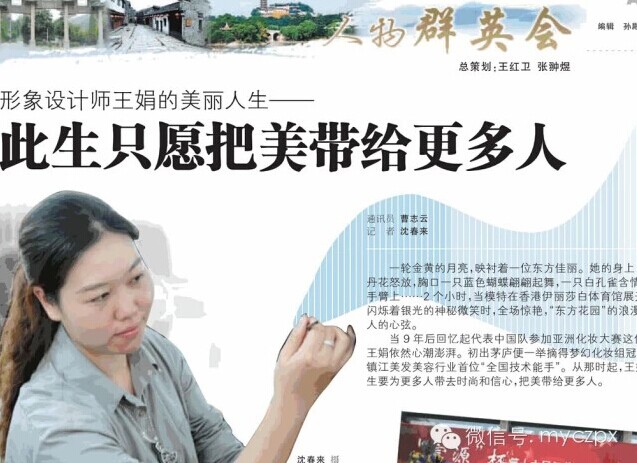 人物群英会
编辑 孙
总策划:王红卫 张翀煜
形象设计师王娟的美丽人生——
此生只愿把美带给更多人
通讯员 曹志云
记 者 沈春来
一轮金黄的月亮,映衬着一位东方佳丽。她的身上
丹花怒放,胸口一只蓝色蝴蝶翩翩起舞,一只白孔雀含情
手臂上……2个小时,当模特在香港伊丽莎白体育馆展
闪烁着银光的神秘微笑时,全场惊艳,“东方花园”的浪漫
人的心弦。
当9年后回忆起代表中国队参加亚洲化妆大赛这
王娟依然心潮澎湃。初出茅庐便一举摘得梦幻化妆组冠
镇江美发美容行业首位“全国技术能手”。从那时起,王
生要为更多人带去时尚和信心,把美带给更多人。
微信号: myczpx
沈春来 摄